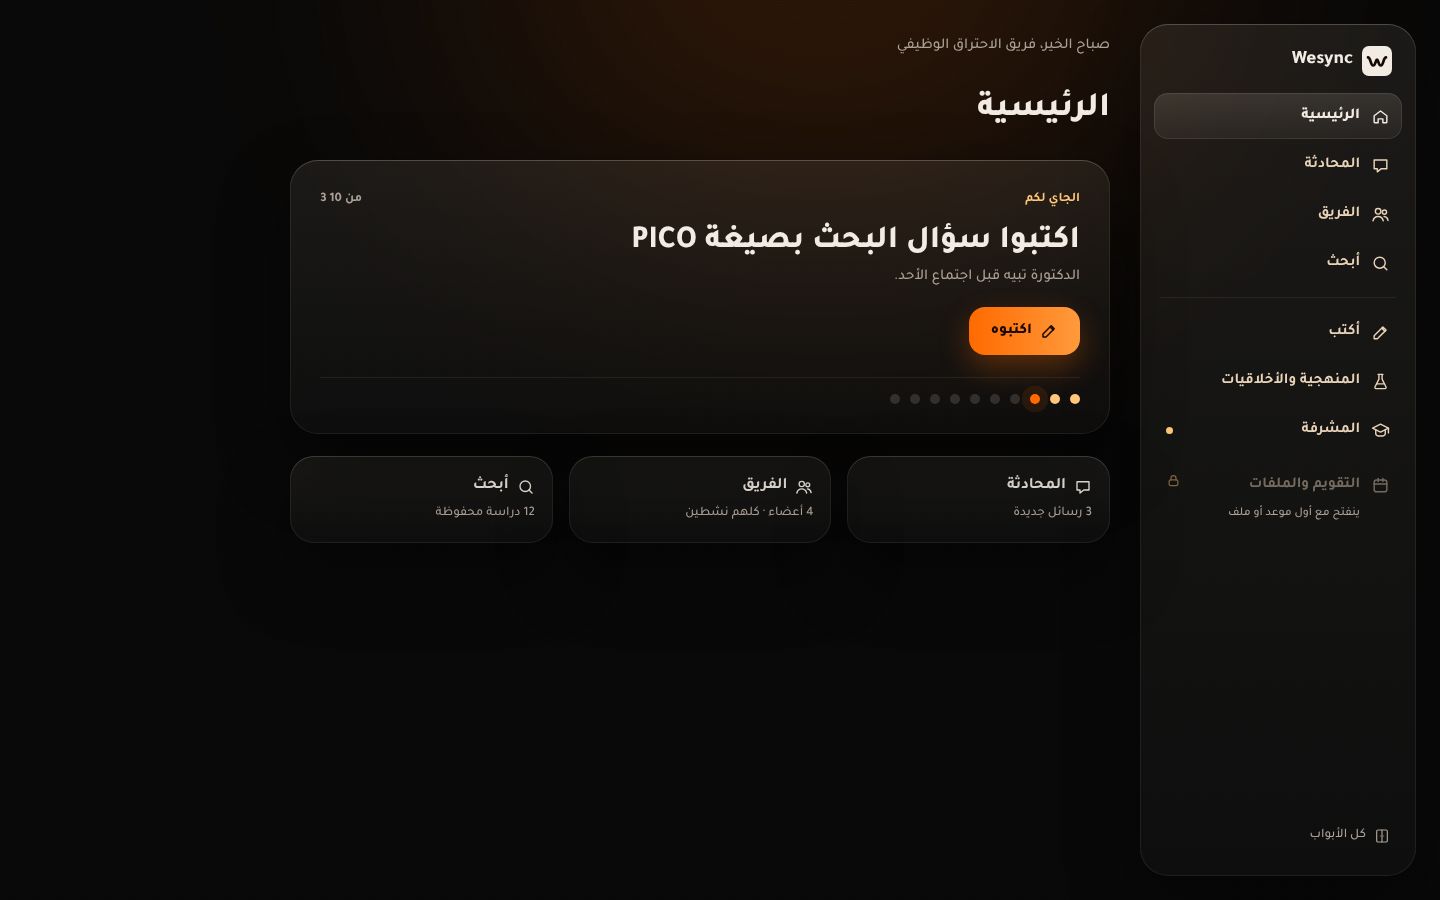 Wesync
الرئيسية
المحادثة
الفريق
أبحث
أكتب
المنهجية والأخلاقيات
المشرفة
التقويم والملفات
ينفتح مع أول موعد أو ملف
كل الأبواب
صباح الخير، فريق الاحتراق الوظيفي
الرئيسية
الجاي لكم
3 من 10
اكتبوا سؤال البحث بصيغة PICO
الدكتورة تبيه قبل اجتماع الأحد.
اكتبوه
المحادثة
3 رسائل جديدة
الفريق
4 أعضاء · كلهم نشطين
أبحث
12 دراسة محفوظة